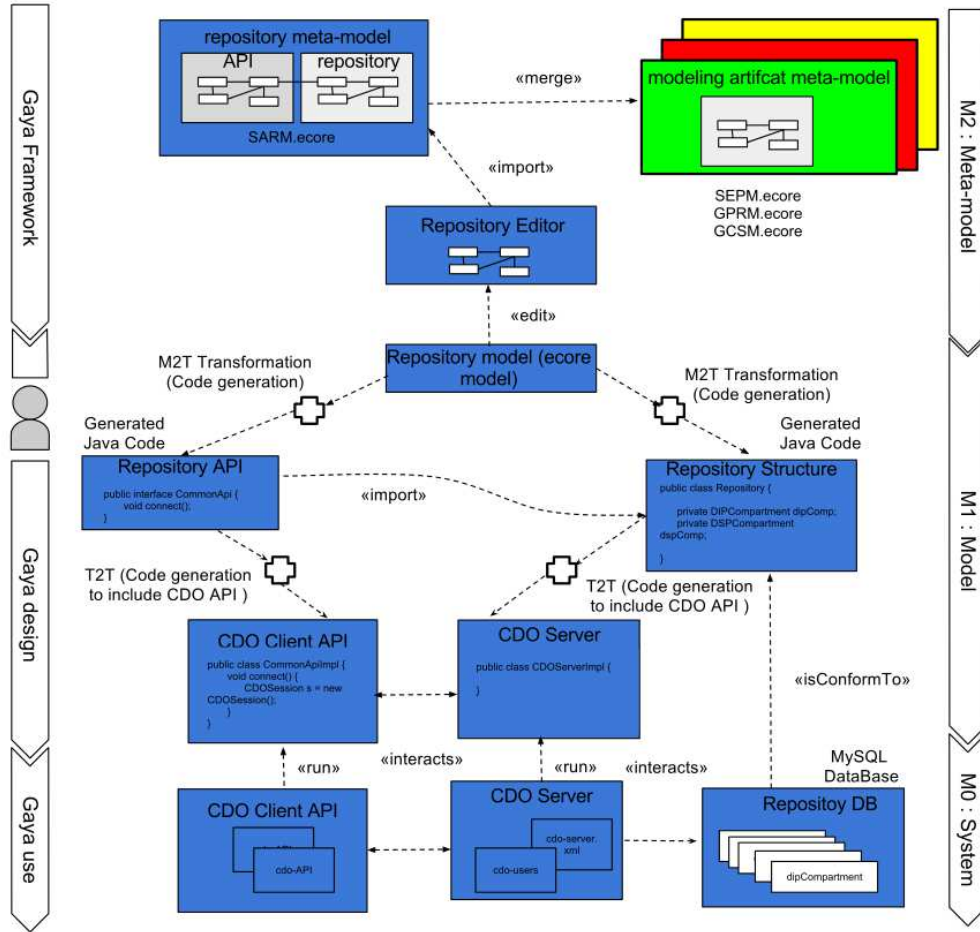 Gaya Framework
Gaya design
Gaya use
M2 : Meta-model
M1 : Model
M0 : System
repository meta-model
API
repository
SARM.ecore
«merge»
modeling artifcat meta-model
SEPM.ecore
GPRM.ecore
GCSM.ecore
«import»
Repository Editor
«edit»
Repository model (ecore
model)
M2T Transformation
(Code generation)
M2T Transformation
(Code generation)
Generated
Java Code
Generated
Java Code
Repository API
public interface CommonApi {
void connect();
}
«import»
Repository Structure
public class Repository {
private DIPCompartment dipComp;
private DSPCompartment
dspComp;
}
T2T (Code generation
to include CDO API )
T2T (Code generation
to include CDO API )
CDO Client API
public class CommonApiImpl {
void connect() {
CDOSession s = new
CDOSession();
}
}
CDO Server
public class CDOServerImpl {
}
«isConformTo»
«run»
«interacts»
«run»
«interacts»
MySQL
DataBase
CDO Client API
cdo-API
CDO Server
cdo-server.
xml
cdo-users
Repositoy DB
dipCompartment